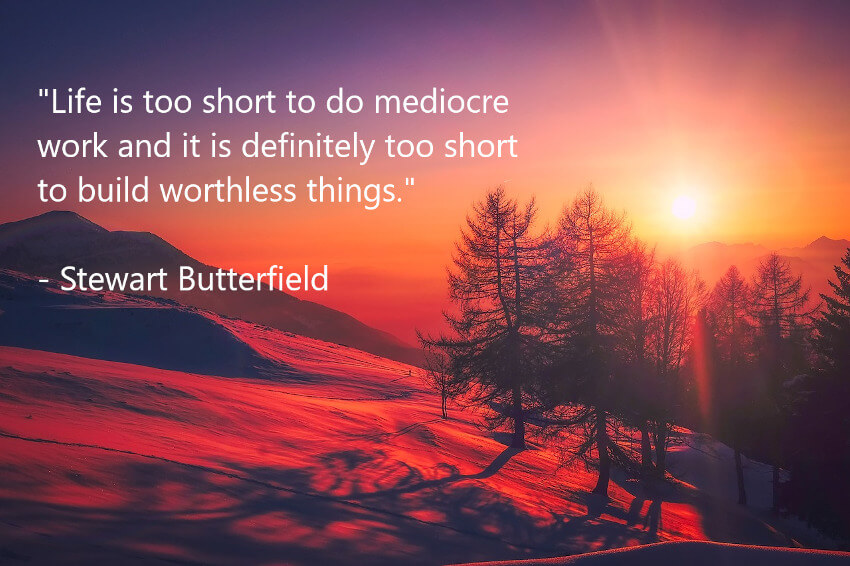 "Life is too short to do mediocre
work and it is definitely too short
to build worthless things."
- Stewart Butterfield